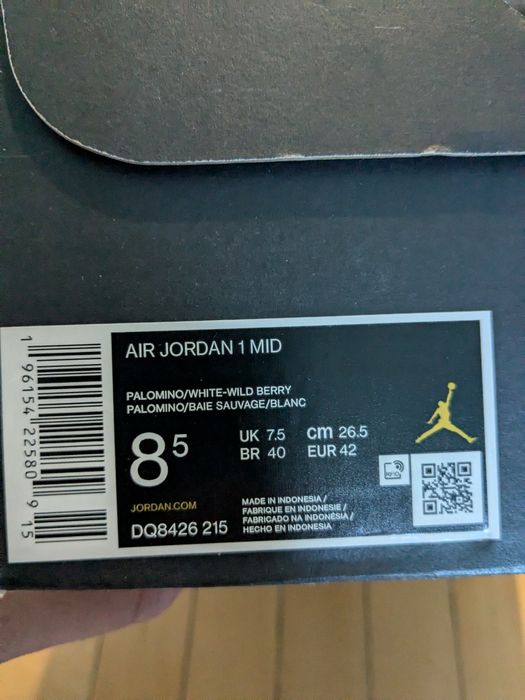 AIR JORDAN 1 MID
PALOMINO/WHITE-WILD BERRY
PALOMINO/BAIE SAUVAGE/BLANC
8 5
UK 7.5 cm 26.5
BR 40 EUR 42
RFID
JORDAN.COM
DQ8426 215
MADE IN INDONESIA/
FABRIQUE EN INDONESIE/
FABRICADO NA INDONÉSIA/
HECHO EN INDONESIA
1 96154 22580 9 15